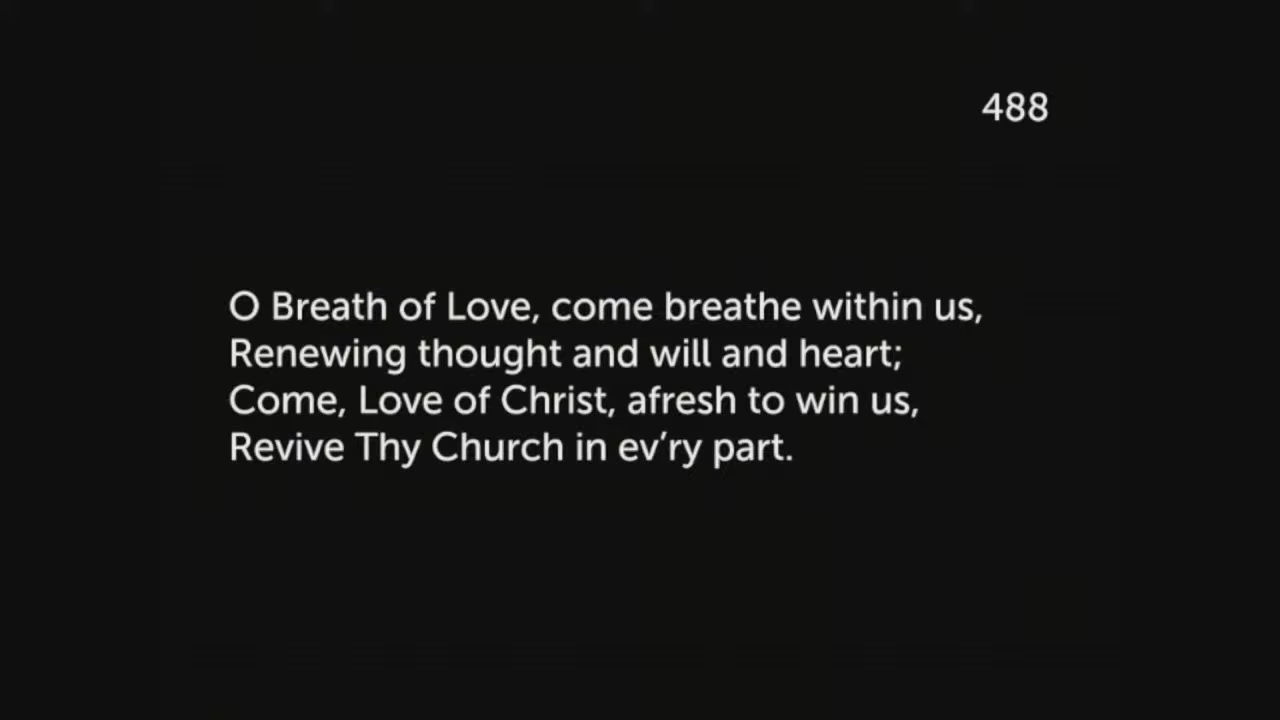 488
O Breath of Love, come breathe within us,
Renewing thought and will and heart;
Come, Love of Christ, afresh to win us,
Revive Thy Church in ev’ry part.